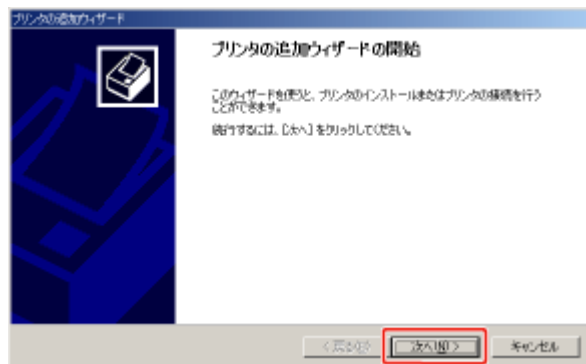 プリンタの追加ウィザード
プリンタの追加ウィザードの開始
このウィザードを使うと、プリンタのインストールまたはプリンタの接続を行う
ことができます。
続行するには、[次へ] をクリックしてください。
< 戻る(B)
次へ(N) >
キャンセル